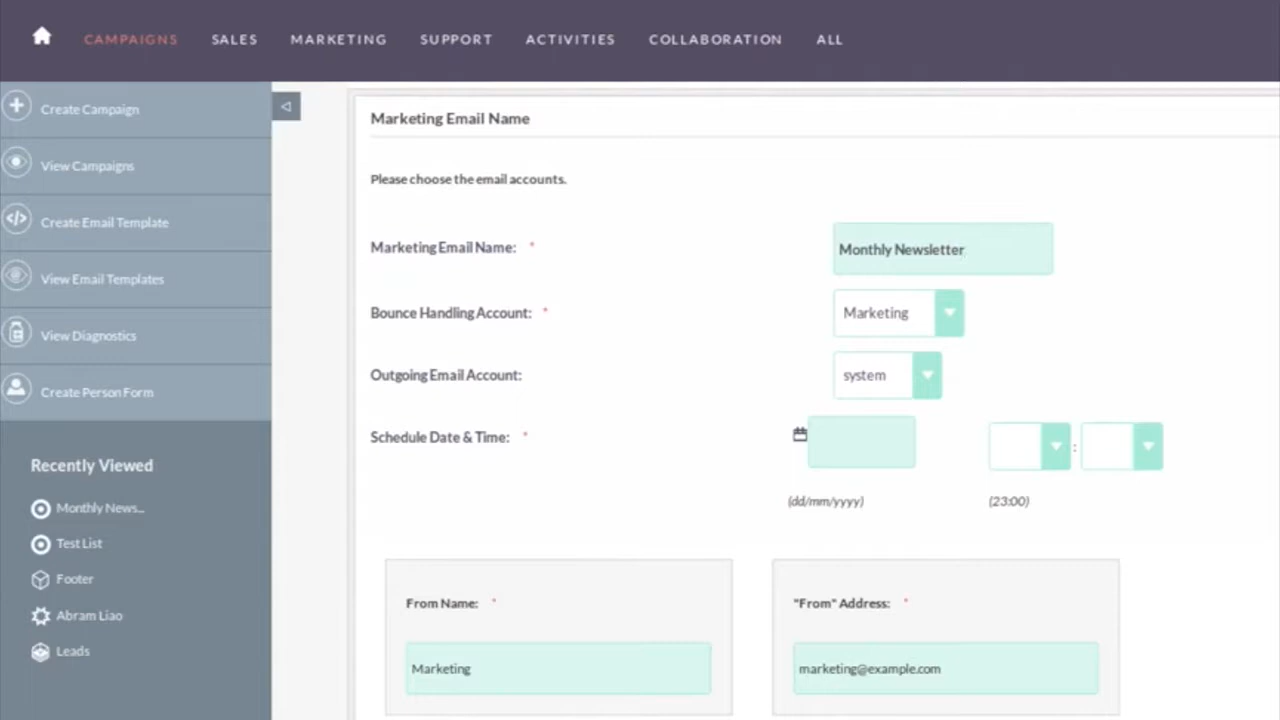 CAMPAIGNS SALES MARKETING SUPPORT ACTIVITIES COLLABORATION ALL
Create Campaign
View Campaigns
Create Email Template
View Email Templates
View Diagnostics
Create Person Form
Recently Viewed
Monthly News...
Test List
Footer
Abram Liao
Leads
Marketing Email Name
Please choose the email accounts.
Marketing Email Name: * Monthly Newsletter
Bounce Handling Account: * Marketing
Outgoing Email Account: system
Schedule Date & Time: * :
(dd/mm/yyyy) (23:00)
From Name: * "From" Address: *
Marketing marketing@example.com